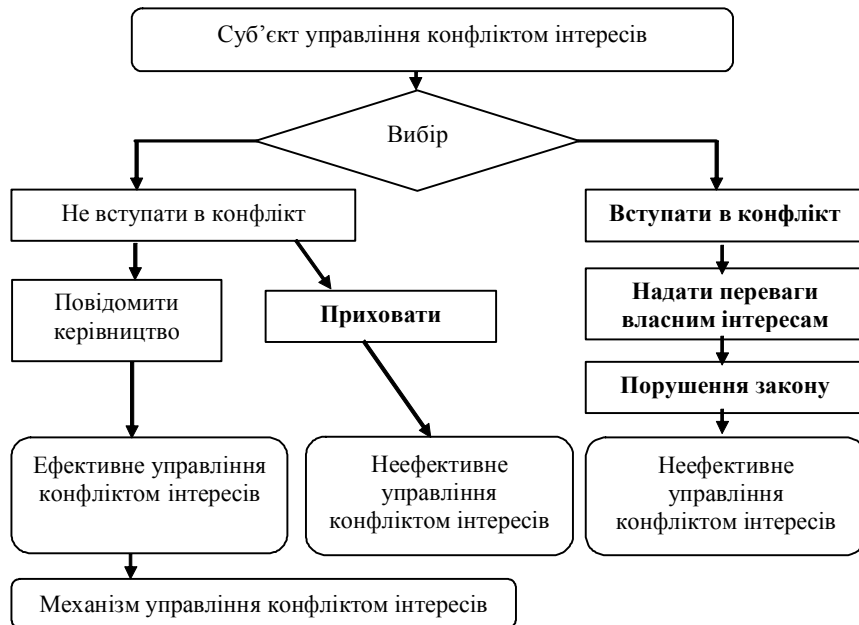 Суб’єкт управління конфліктом інтересів
Вибір
Не вступати в конфлікт
Вступати в конфлікт
Повідомити
керівництво
Приховати
Надати переваги
власним інтересам
Порушення закону
Ефективне управління
конфліктом інтересів
Неефективне
управління
конфліктом інтересів
Неефективне
управління
конфліктом інтересів
Механізм управління конфліктом інтересів